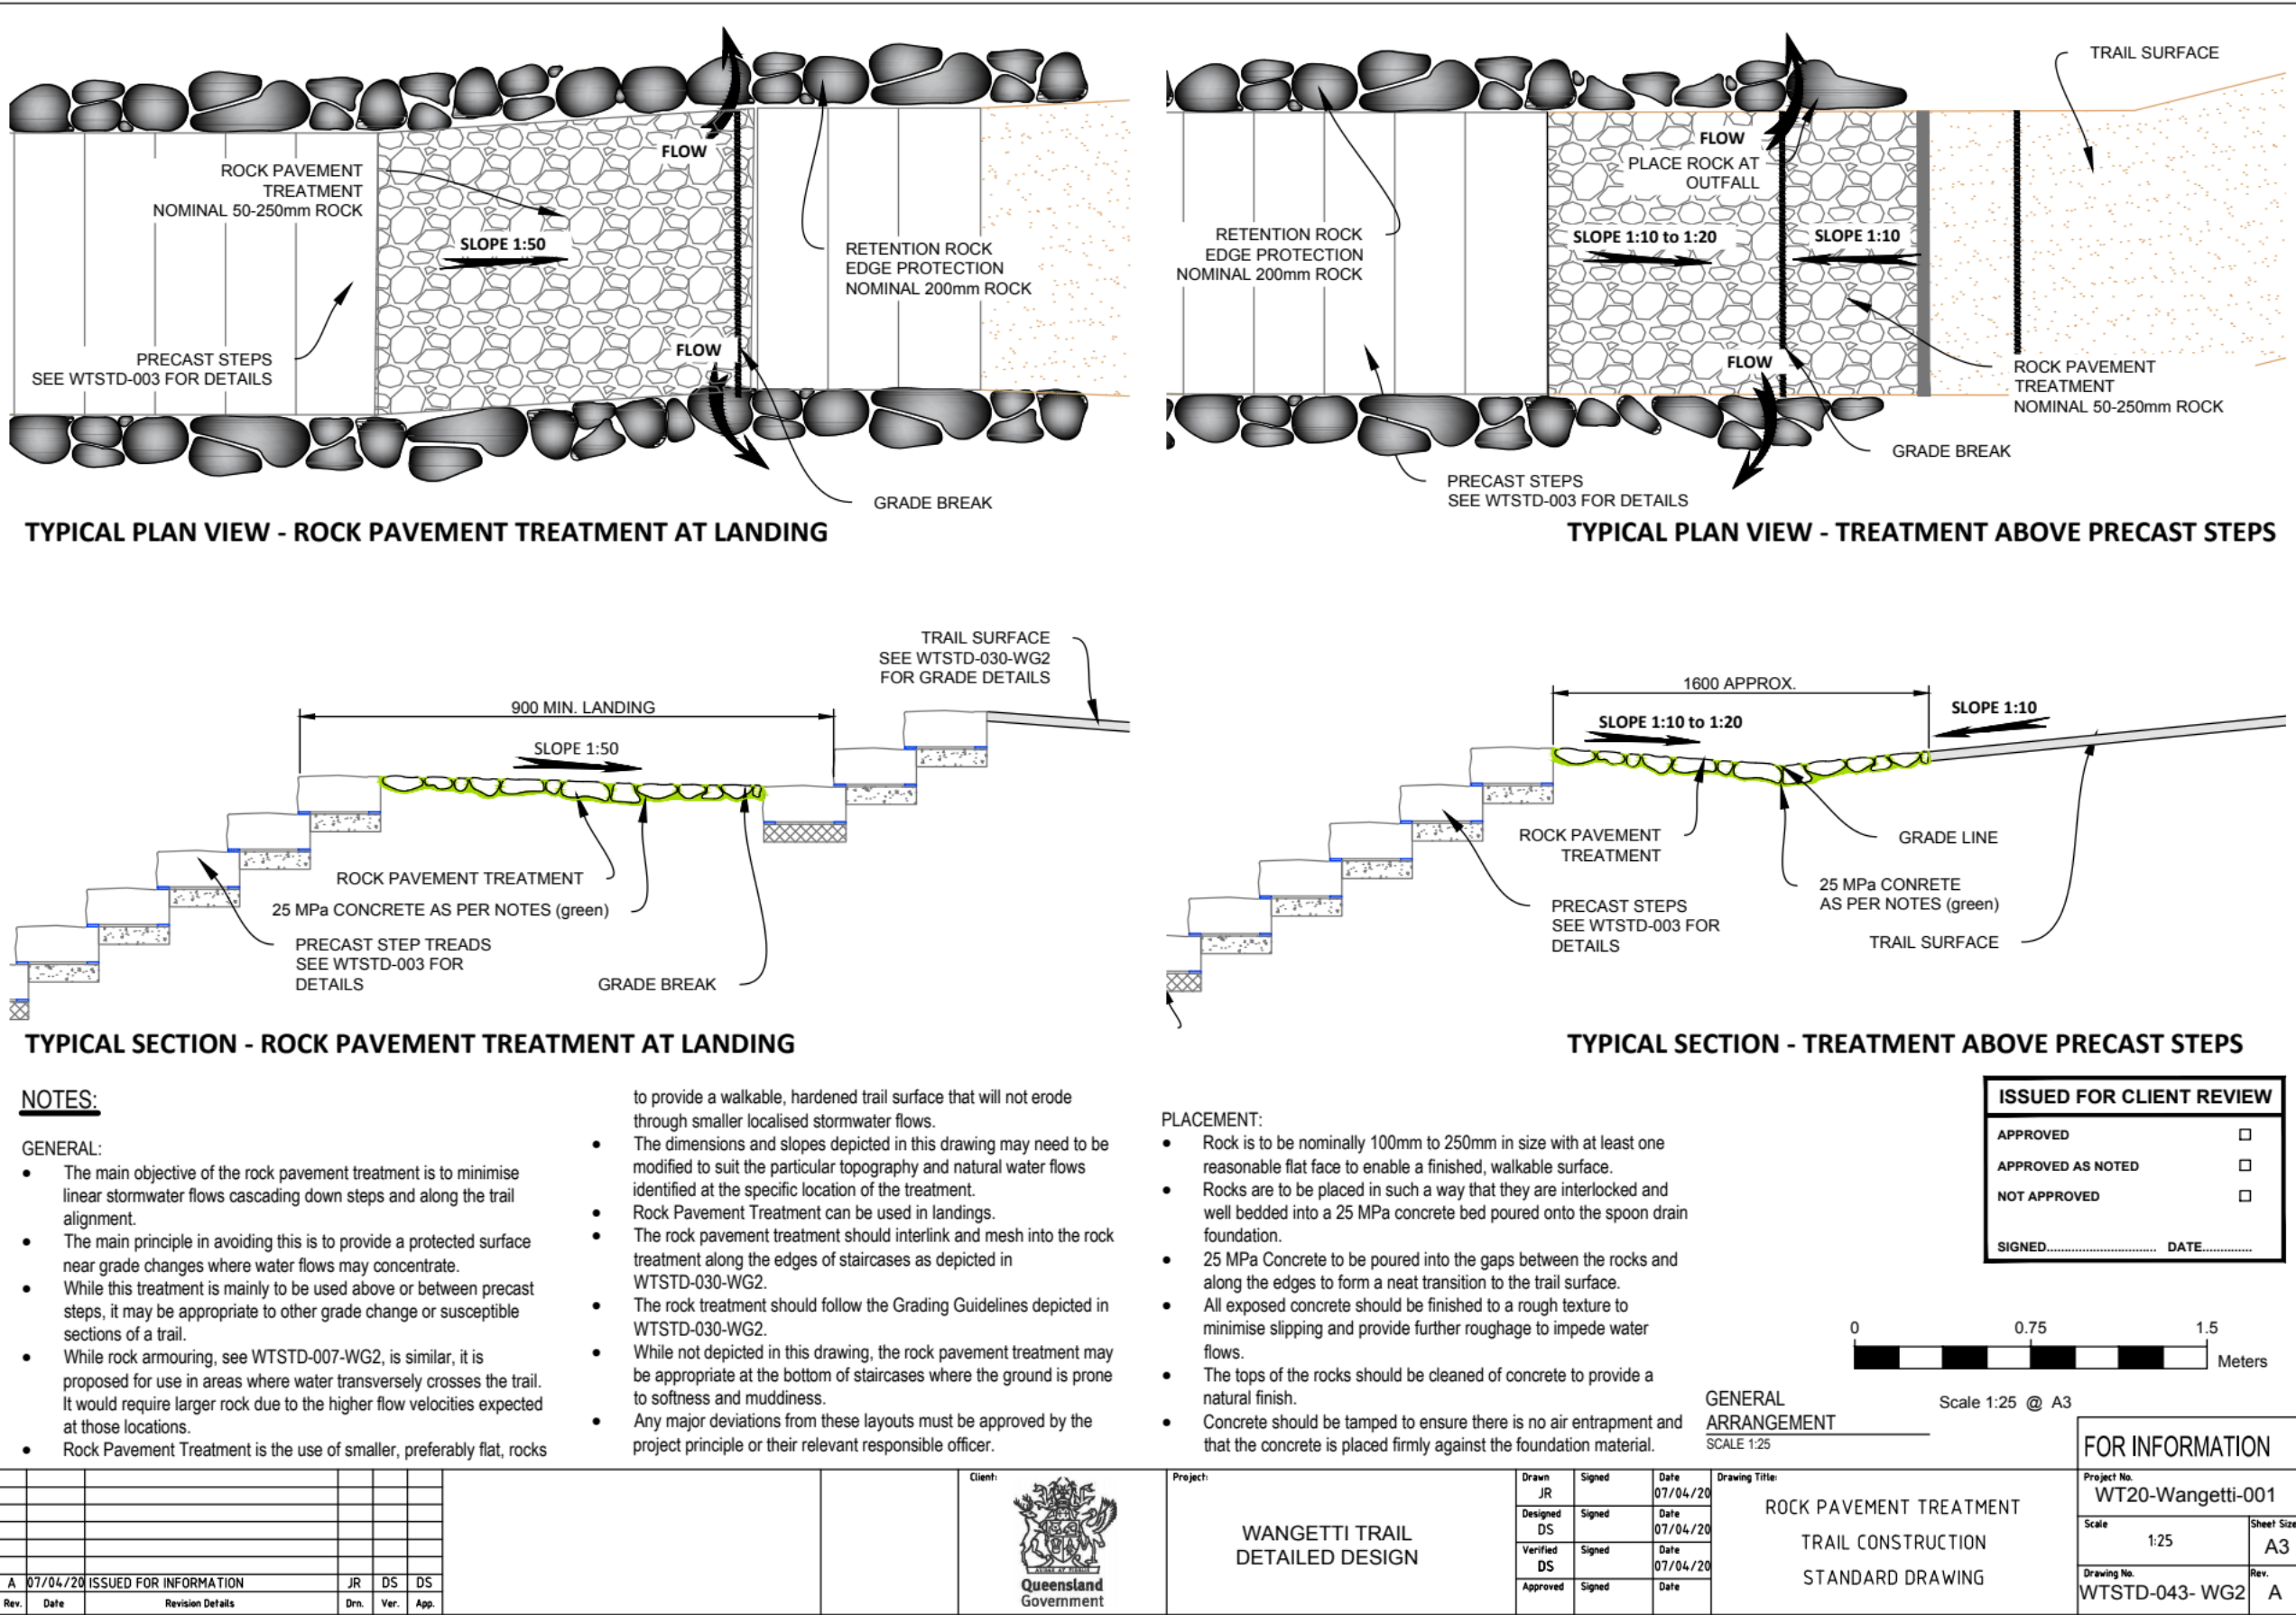 FLOW
ROCK PAVEMENT
TREATMENT
NOMINAL 50-250mm ROCK
SLOPE 1:50
RETENTION ROCK
EDGE PROTECTION
NOMINAL 200mm ROCK
PRECAST STEPS
SEE WTSTD-003 FOR DETAILS
FLOW
GRADE BREAK
TYPICAL PLAN VIEW - ROCK PAVEMENT TREATMENT AT LANDING
TRAIL SURFACE
FLOW
PLACE ROCK AT
OUTFALL
RETENTION ROCK
EDGE PROTECTION
NOMINAL 200mm ROCK
SLOPE 1:10 to 1:20
SLOPE 1:10
FLOW
ROCK PAVEMENT
TREATMENT
NOMINAL 50-250mm ROCK
GRADE BREAK
PRECAST STEPS
SEE WTSTD-003 FOR DETAILS
TYPICAL PLAN VIEW - TREATMENT ABOVE PRECAST STEPS
TRAIL SURFACE
SEE WTSTD-030-WG2
FOR GRADE DETAILS
900 MIN. LANDING
SLOPE 1:50
ROCK PAVEMENT TREATMENT
25 MPa CONCRETE AS PER NOTES (green)
PRECAST STEP TREADS
SEE WTSTD-003 FOR
DETAILS
GRADE BREAK
TYPICAL SECTION - ROCK PAVEMENT TREATMENT AT LANDING
1600 APPROX.
SLOPE 1:10 to 1:20
SLOPE 1:10
ROCK PAVEMENT
TREATMENT
GRADE LINE
25 MPa CONRETE
AS PER NOTES (green)
PRECAST STEPS
SEE WTSTD-003 FOR
DETAILS
TRAIL SURFACE
TYPICAL SECTION - TREATMENT ABOVE PRECAST STEPS
NOTES:
GENERAL:
• The main objective of the rock pavement treatment is to minimise
linear stormwater flows cascading down steps and along the trail
alignment.
• The main principle in avoiding this is to provide a protected surface
near grade changes where water flows may concentrate.
• While this treatment is mainly to be used above or between precast
steps, it may be appropriate to other grade change or susceptible
sections of a trail.
• While rock armouring, see WTSTD-007-WG2, is similar, it is
proposed for use in areas where water transversely crosses the trail.
It would require larger rock due to the higher flow velocities expected
at those locations.
• Rock Pavement Treatment is the use of smaller, preferably flat, rocks
to provide a walkable, hardened trail surface that will not erode
through smaller localised stormwater flows.
• The dimensions and slopes depicted in this drawing may need to be
modified to suit the particular topography and natural water flows
identified at the specific location of the treatment.
• Rock Pavement Treatment can be used in landings.
• The rock pavement treatment should interlink and mesh into the rock
treatment along the edges of staircases as depicted in
WTSTD-030-WG2.
• The rock treatment should follow the Grading Guidelines depicted in
WTSTD-030-WG2.
• While not depicted in this drawing, the rock pavement treatment may
be appropriate at the bottom of staircases where the ground is prone
to softness and muddiness.
• Any major deviations from these layouts must be approved by the
project principle or their relevant responsible officer.
PLACEMENT:
• Rock is to be nominally 100mm to 250mm in size with at least one
reasonable flat face to enable a finished, walkable surface.
• Rocks are to be placed in such a way that they are interlocked and
well bedded into a 25 MPa concrete bed poured onto the spoon drain
foundation.
• 25 MPa Concrete to be poured into the gaps between the rocks and
along the edges to form a neat transition to the trail surface.
• All exposed concrete should be finished to a rough texture to
minimise slipping and provide further roughage to impede water
flows.
• The tops of the rocks should be cleaned of concrete to provide a
natural finish.
• Concrete should be tamped to ensure there is no air entrapment and
that the concrete is placed firmly against the foundation material.
ISSUED FOR CLIENT REVIEW
APPROVED
APPROVED AS NOTED
NOT APPROVED
SIGNED.............................. DATE..............
0 0.75 1.5
Meters
Scale 1:25 @ A3
GENERAL
ARRANGEMENT
SCALE 1:25
FOR INFORMATION
A 07/04/20 ISSUED FOR INFORMATION JR DS DS
Rev. Date Revision Details Drn. Ver. App.
Client:
Queensland
Government
Project:
WANGETTI TRAIL
DETAILED DESIGN
Drawn Signed Date
JR 07/04/20
Designed Signed Date
DS 07/04/20
Verified Signed Date
DS 07/04/20
Approved Signed Date
Drawing Title:
ROCK PAVEMENT TREATMENT
TRAIL CONSTRUCTION
STANDARD DRAWING
Project No.
WT20-Wangetti-001
Scale Sheet Size
1:25 A3
Drawing No. Rev.
WTSTD-043- WG2 A